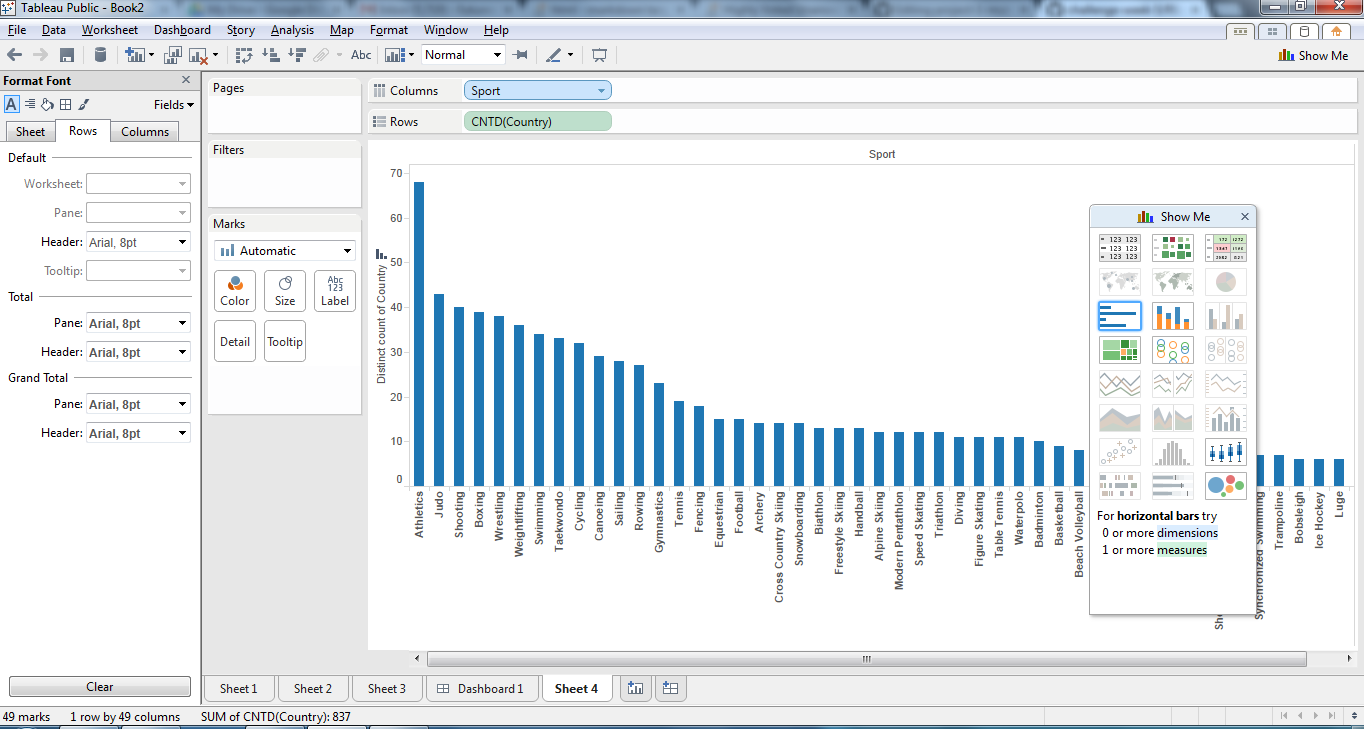 Tableau Public - Book2
File Data Worksheet Dashboard Story Analysis Map Format Window Help
Abc Normal Show Me
Format Font
Fields
Sheet Rows Columns
Default
Worksheet:
Pane:
Header: Arial, 8pt
Tooltip:
Total
Pane: Arial, 8pt
Header: Arial, 8pt
Grand Total
Pane: Arial, 8pt
Header: Arial, 8pt
Clear
Pages
Filters
Marks
Automatic
Color Size Abc 123 Label
Detail Tooltip
Columns Sport
Rows CNTD(Country)
Sport
Distinct count of Country
70
60
50
40
30
20
10
0
Athletics
Judo
Shooting
Boxing
Wrestling
Weightlifting
Swimming
Taekwondo
Cycling
Canoeing
Sailing
Rowing
Gymnastics
Tennis
Fencing
Equestrian
Football
Archery
Cross Country Skiing
Snowboarding
Biathlon
Freestyle Skiing
Handball
Alpine Skiing
Modern Pentathlon
Speed Skating
Triathlon
Diving
Figure Skating
Table Tennis
Waterpolo
Badminton
Basketball
Beach Volleyball
Synchronized Swimming
Trampoline
Bobsleigh
Ice Hockey
Luge
Show Me
123 123
123 123
123 123
For horizontal bars try
0 or more dimensions
1 or more measures
Sheet 1 Sheet 2 Sheet 3 Dashboard 1 Sheet 4
49 marks 1 row by 49 columns SUM of CNTD(Country): 837